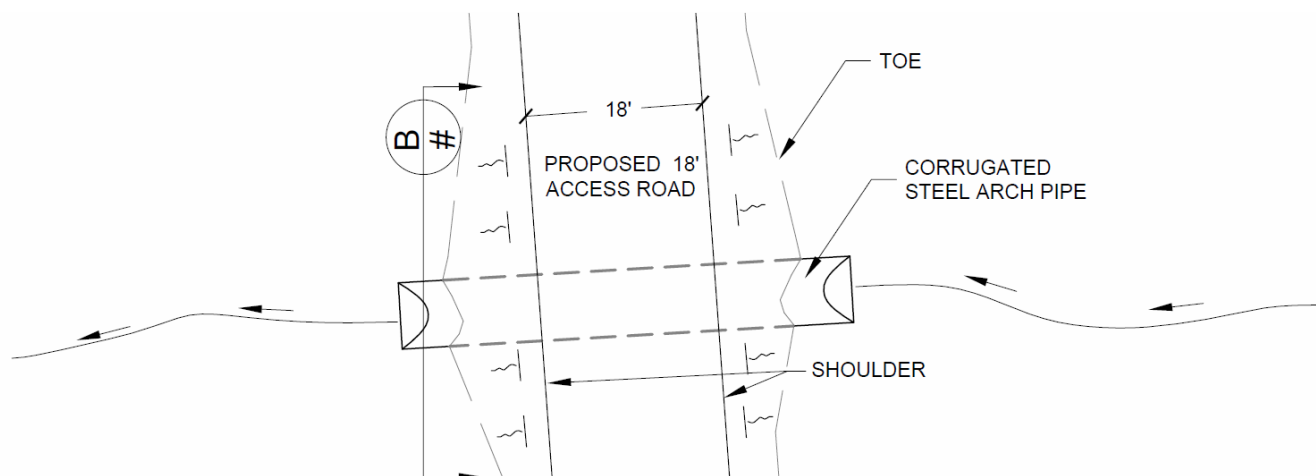 TOE
18'
B
#
PROPOSED 18'
ACCESS ROAD
CORRUGATED
STEEL ARCH PIPE
SHOULDER